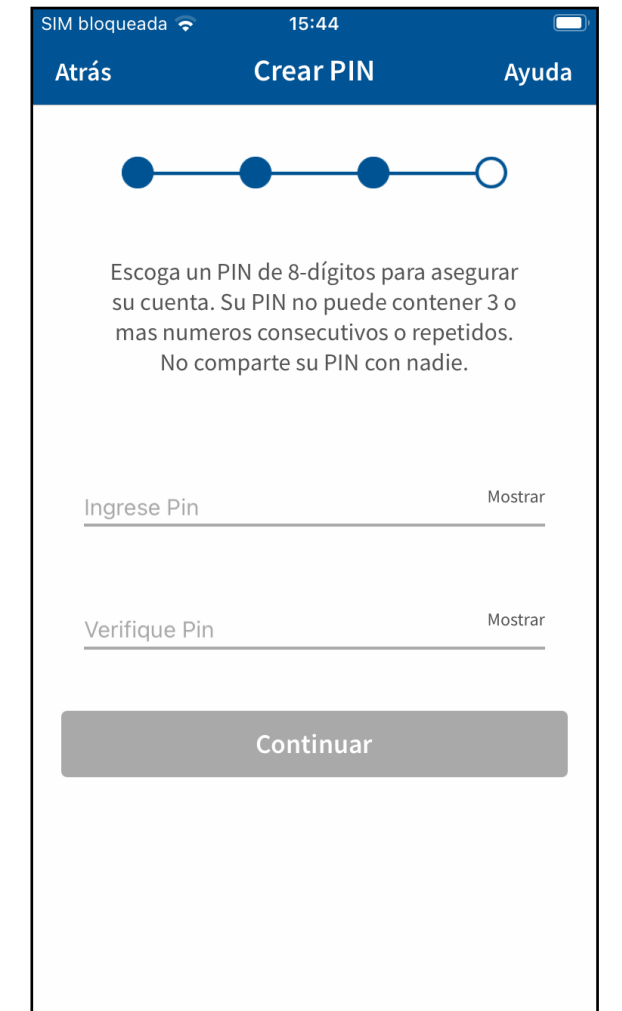 SIM bloqueada 15:44
Atrás Crear PIN Ayuda
Escoga un PIN de 8-dígitos para asegurar
su cuenta. Su PIN no puede contener 3 o
mas numeros consecutivos o repetidos.
No comparte su PIN con nadie.
Ingrese Pin Mostrar
Verifique Pin Mostrar
Continuar